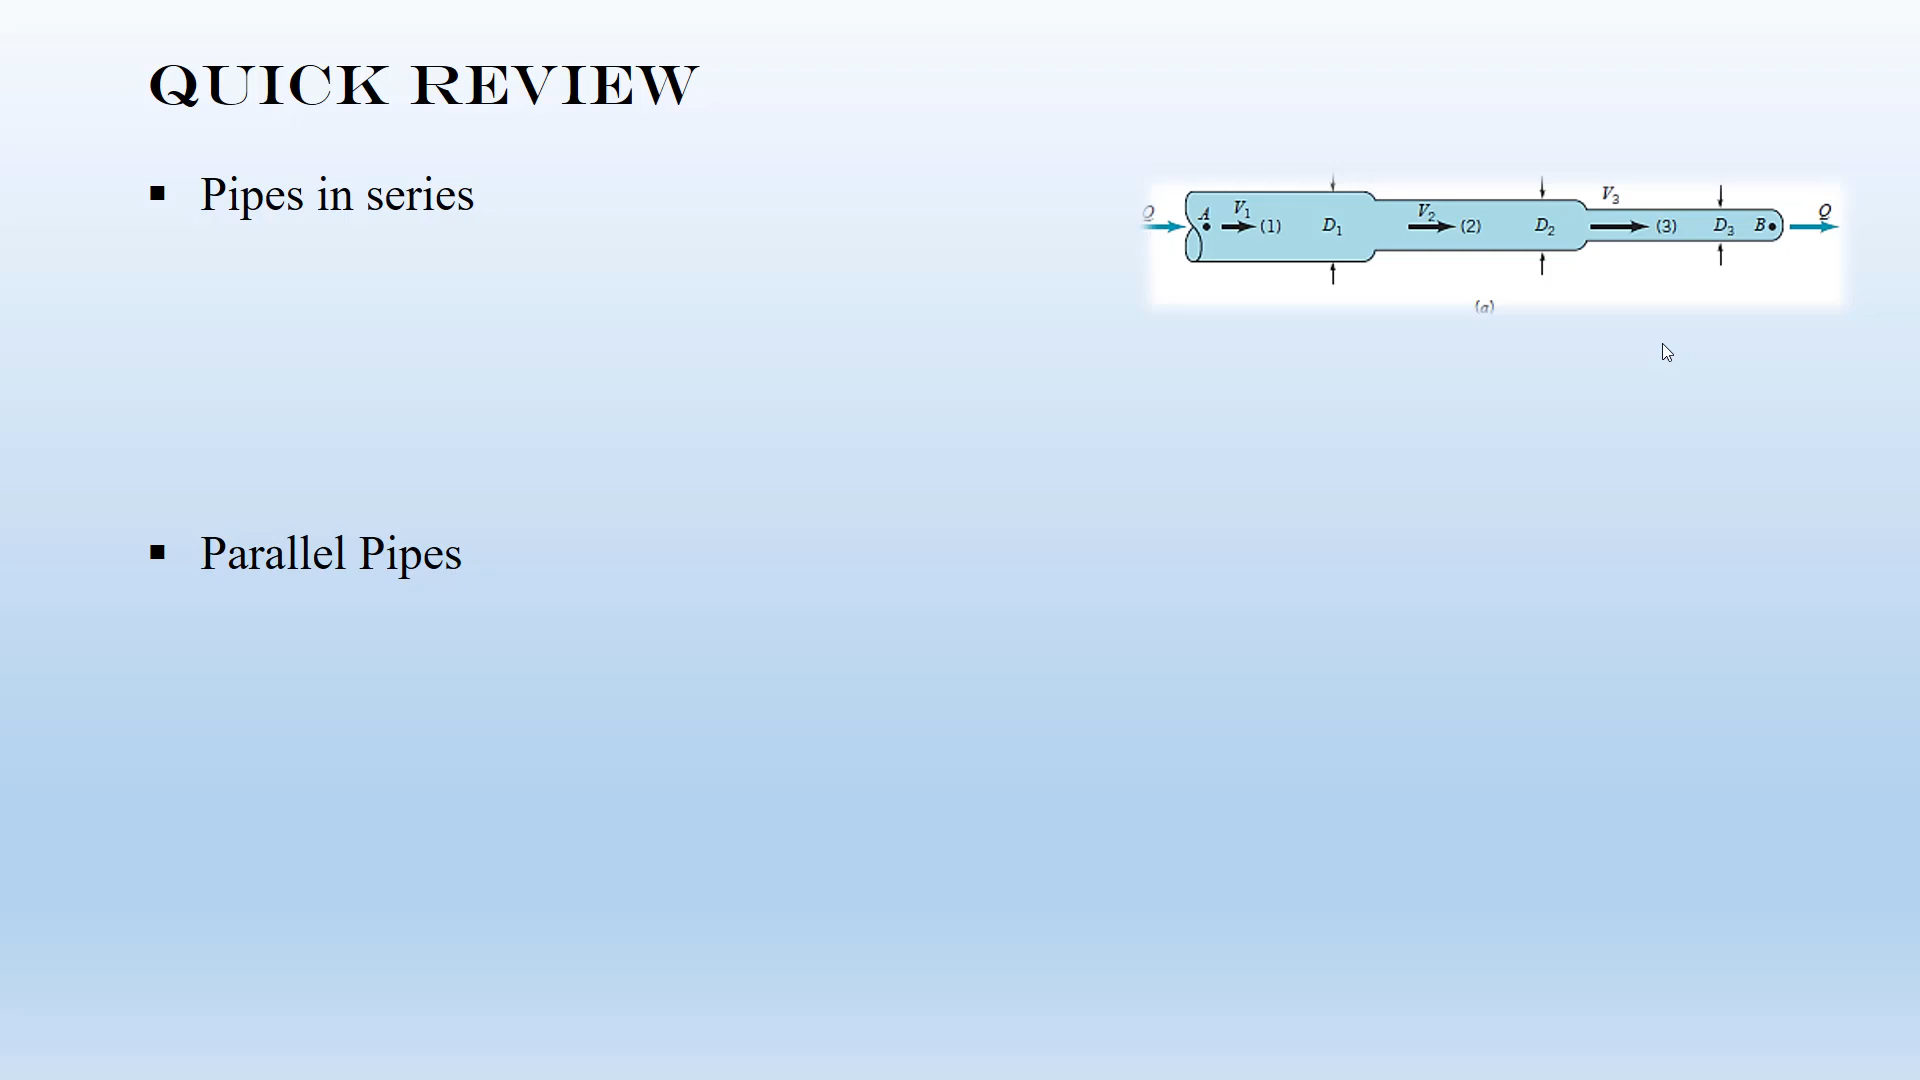 QUICK REVIEW
▪ Pipes in series
Q A V₁ (1) D₁ V₂ (2) D₂ V₃ (3) D₃ B Q
(a)
▪ Parallel Pipes